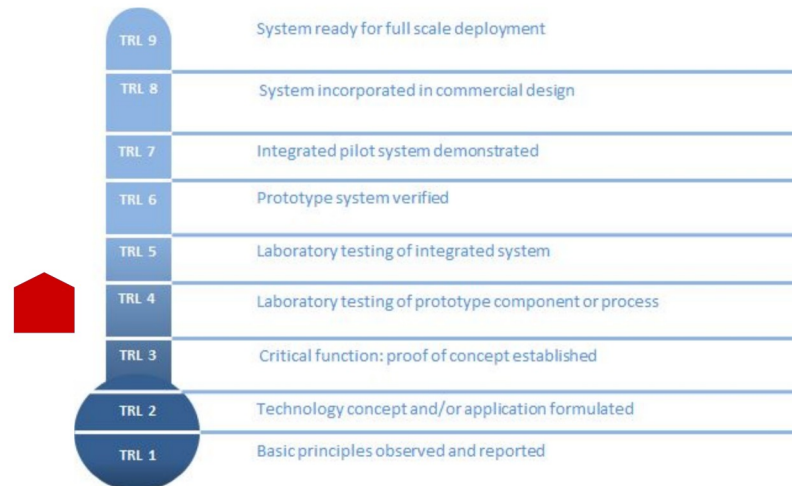 TRL 9 System ready for full scale deployment
TRL 8 System incorporated in commercial design
TRL 7 Integrated pilot system demonstrated
TRL 6 Prototype system verified
TRL 5 Laboratory testing of integrated system
TRL 4 Laboratory testing of prototype component or process
TRL 3 Critical function: proof of concept established
TRL 2 Technology concept and/or application formulated
TRL 1 Basic principles observed and reported